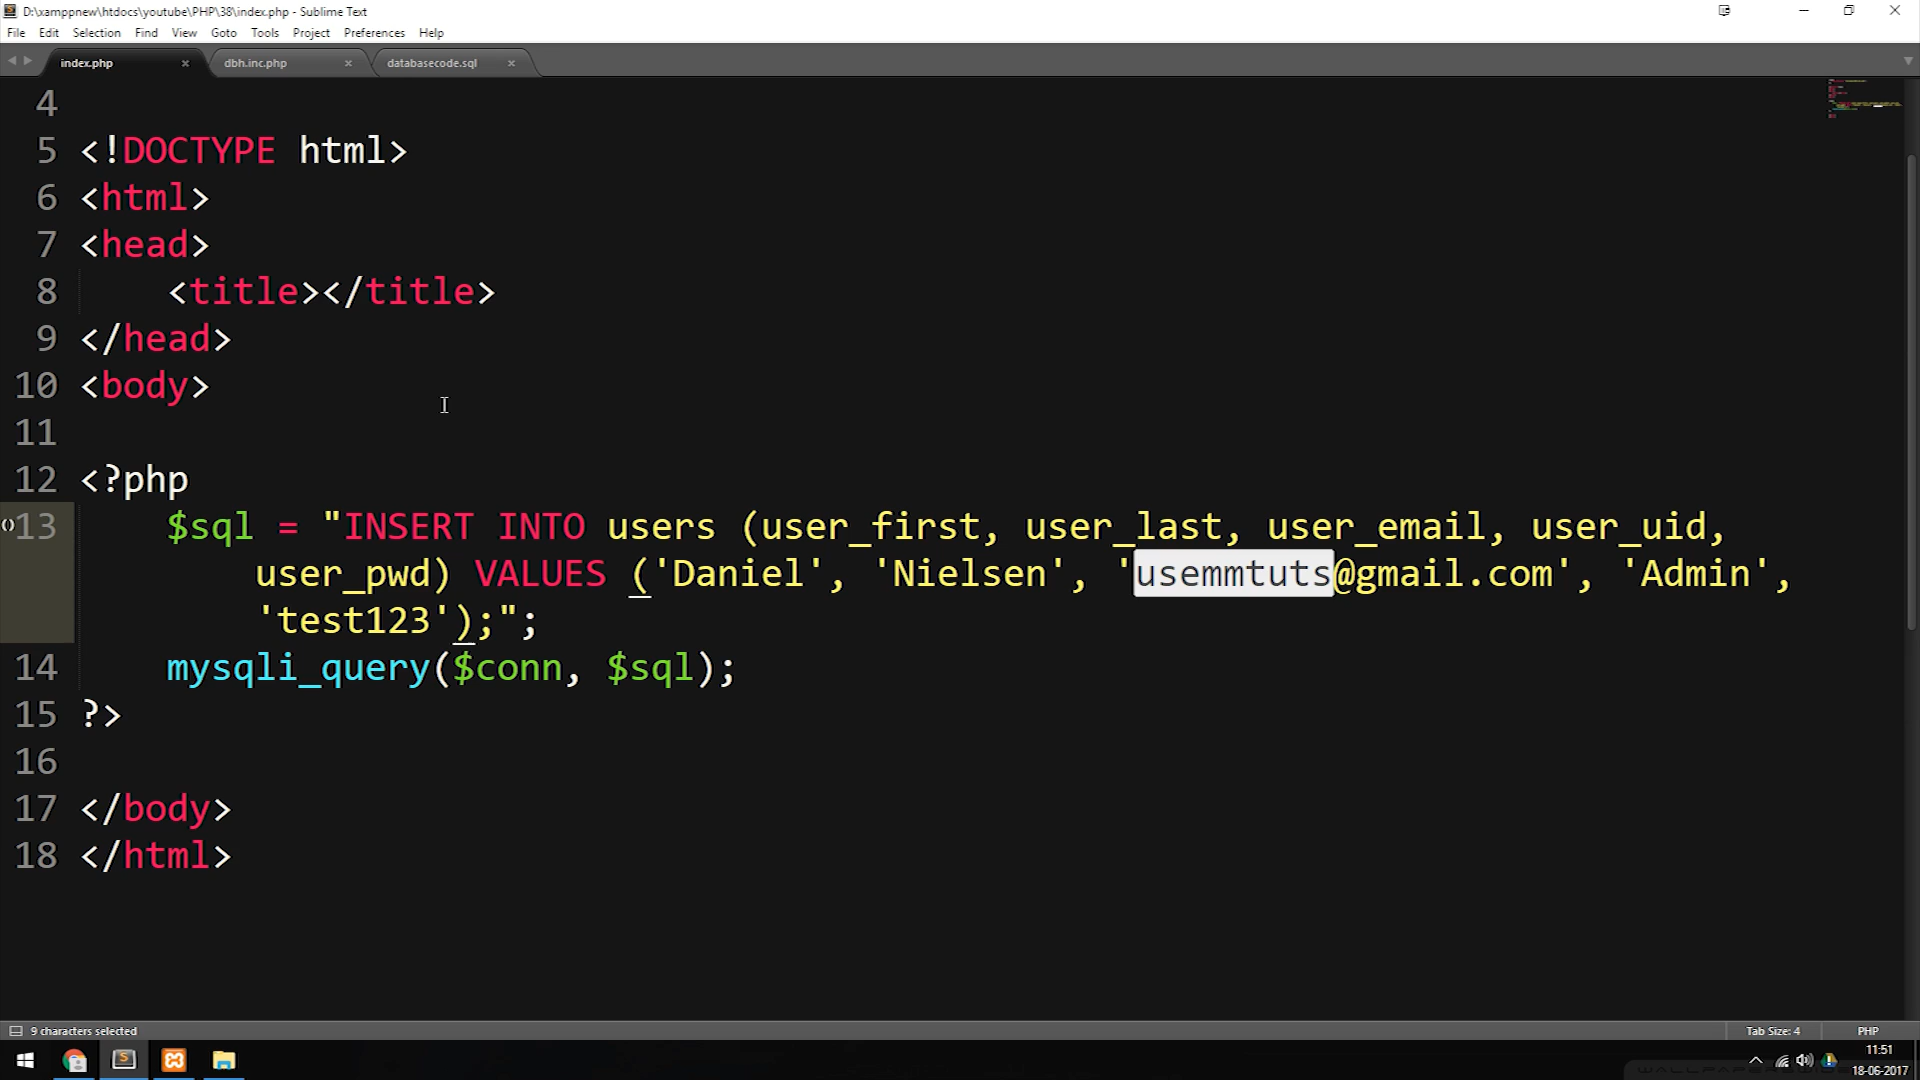 D:\xamppnew\htdocs\youtube\PHP\38\index.php - Sublime Text
File Edit Selection Find View Goto Tools Project Preferences Help
index.php × dbh.inc.php × databasecode.sql ×
4
5 <!DOCTYPE html>
6 <html>
7 <head>
8 <title></title>
9 </head>
10 <body>
11
12 <?php
13 $sql = "INSERT INTO users (user_first, user_last, user_email, user_uid,
user_pwd) VALUES ('Daniel', 'Nielsen', 'usemmtuts@gmail.com', 'Admin',
'test123');";
14 mysqli_query($conn, $sql);
15 ?>
16
17 </body>
18 </html>
9 characters selected Tab Size: 4 PHP
11:51
18-06-2017